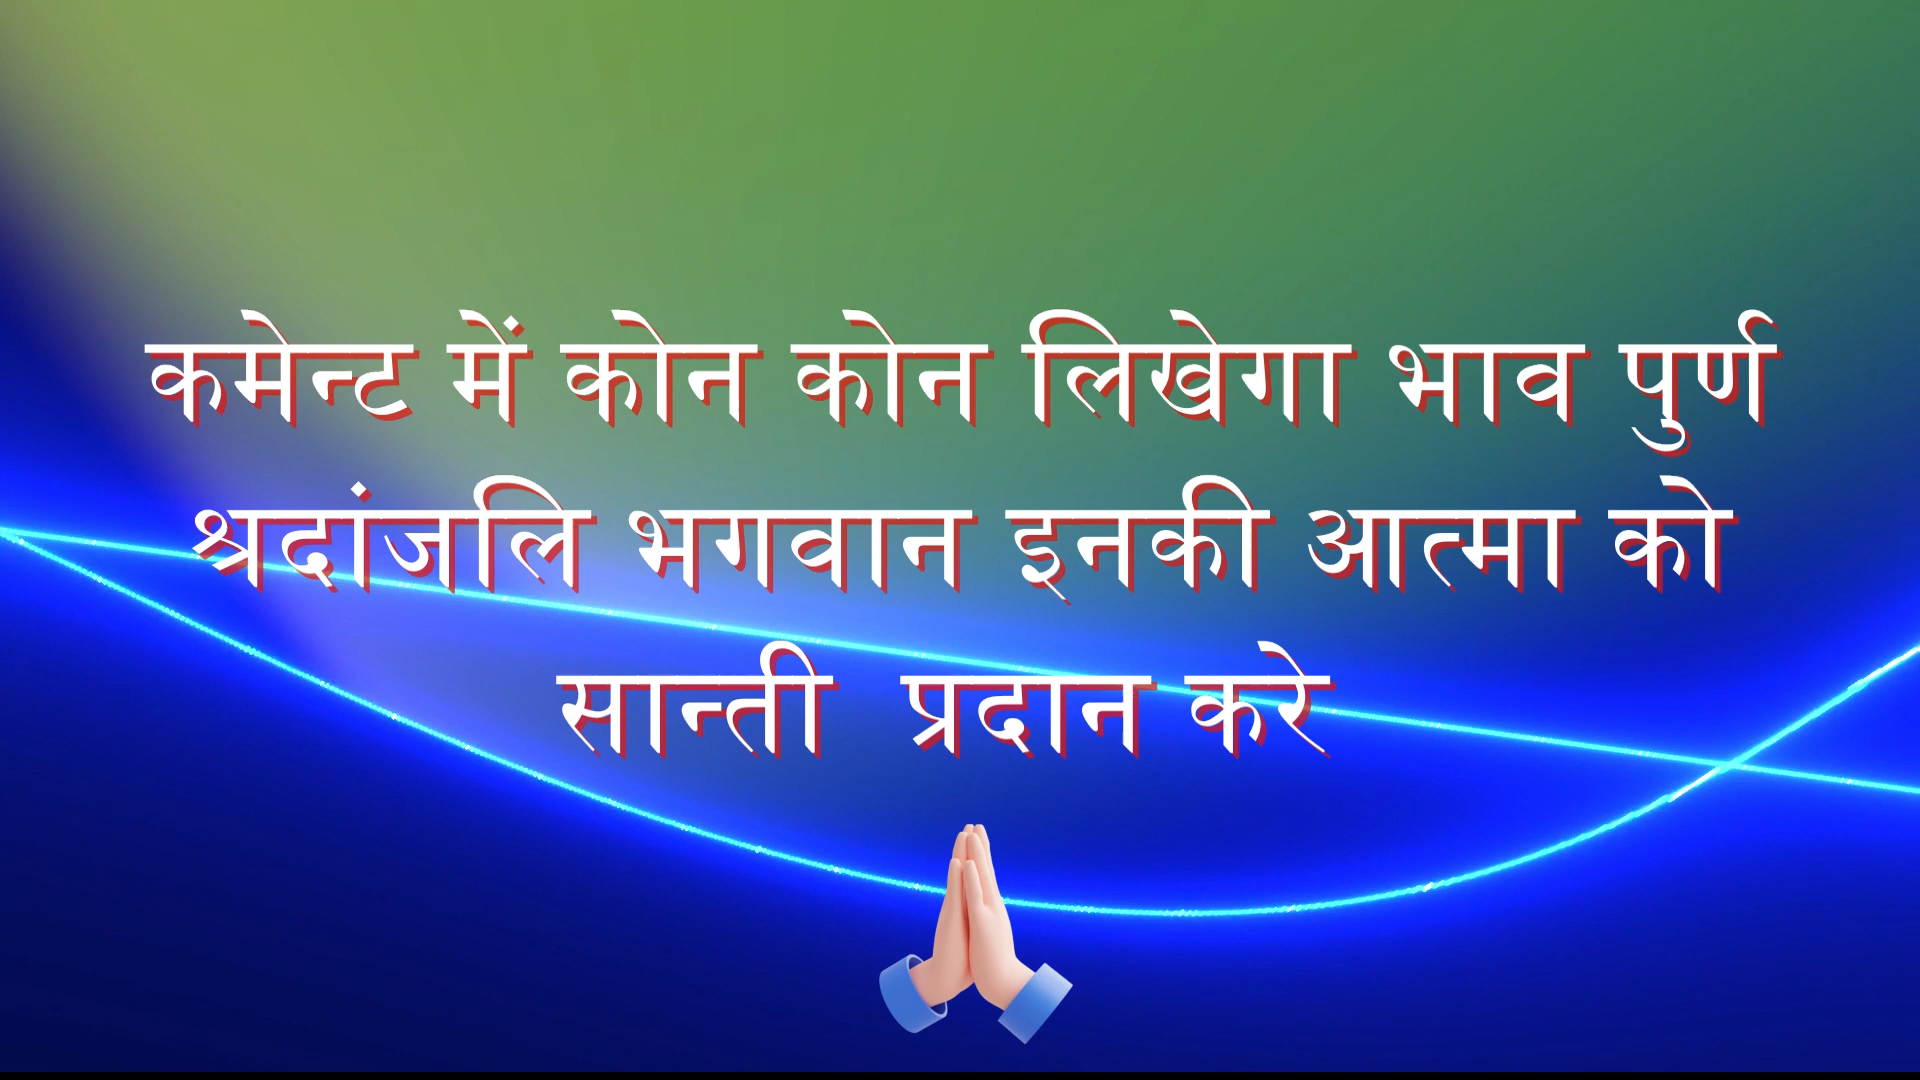 कमेन्ट में कोन कोन लिखेगा भाव पुर्ण
श्रदांजलि भगवान इनकी आत्मा को
सान्ती प्रदान करे